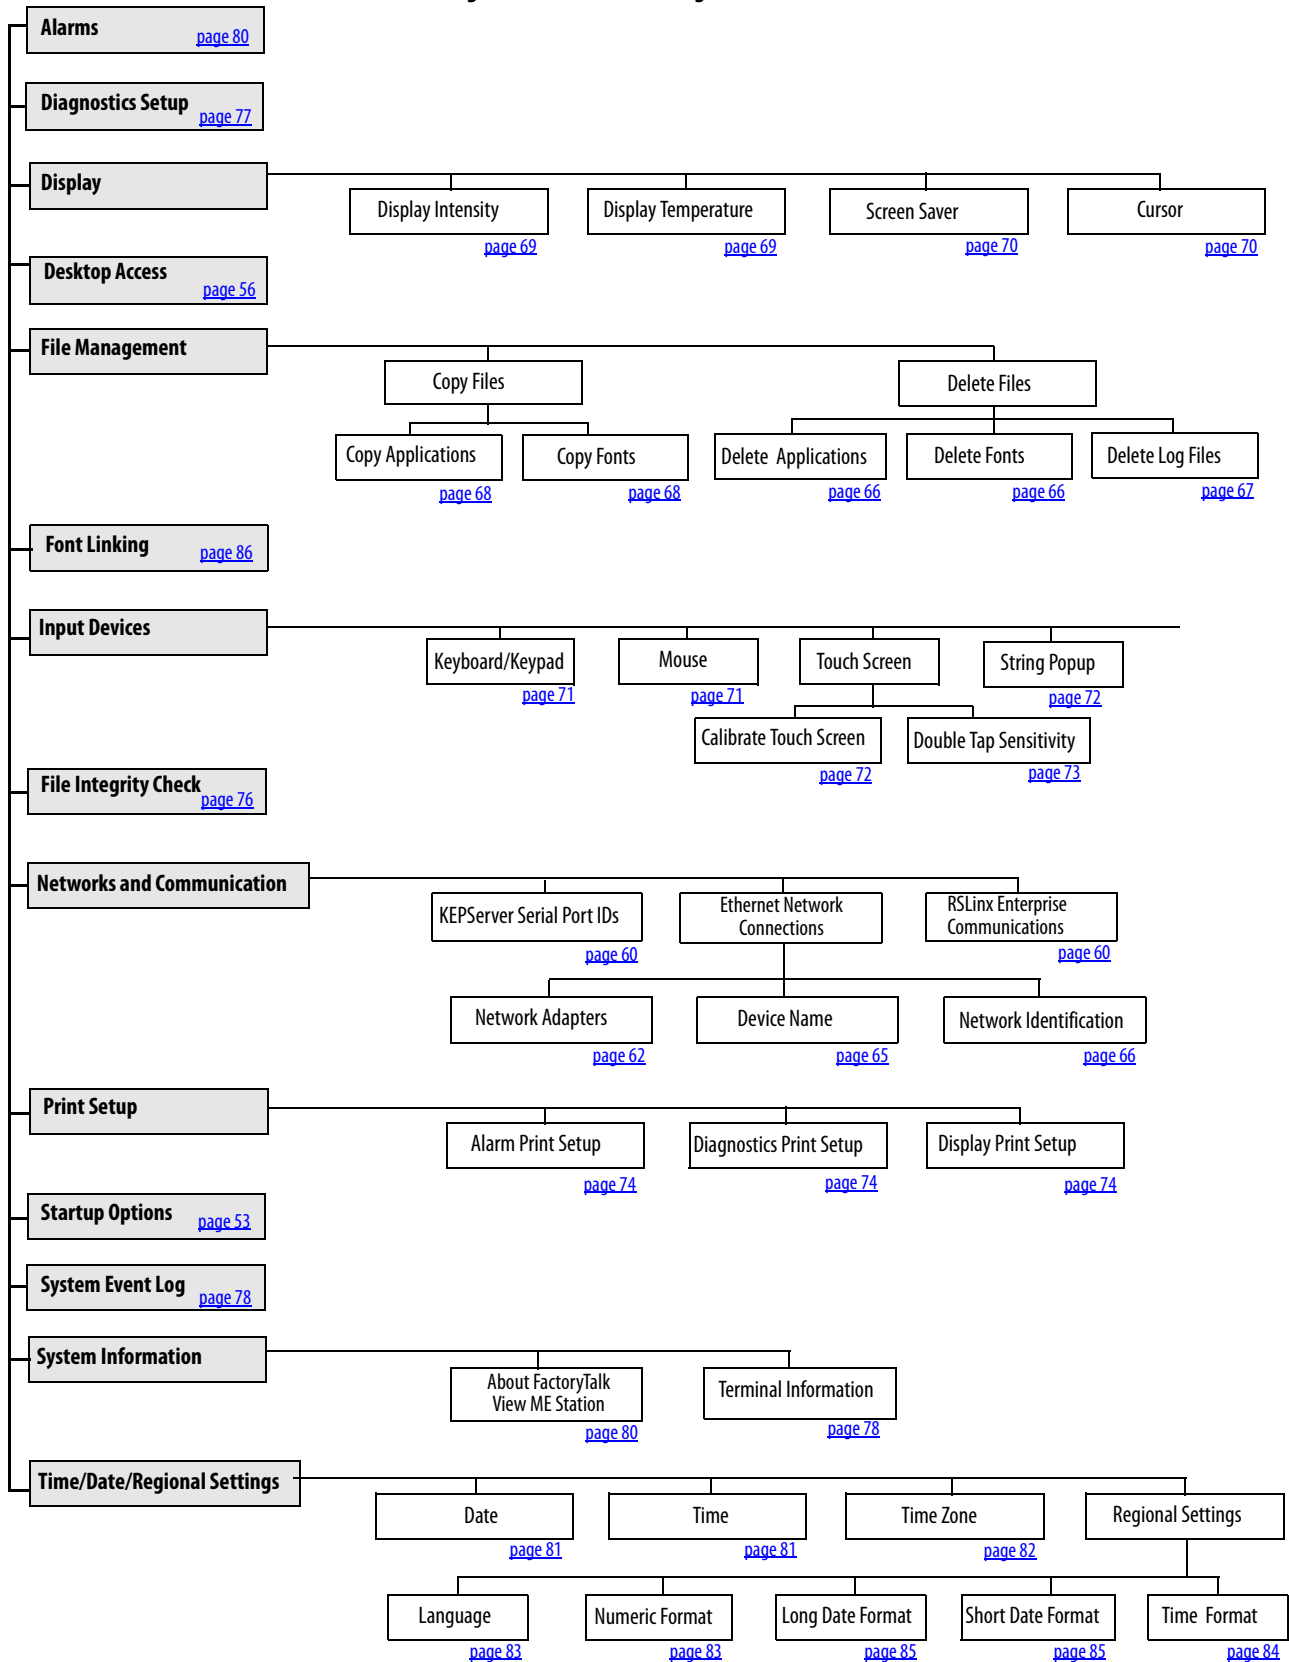 Alarms
page 80
Diagnostics Setup
page 77
Display
Display Intensity
Display Temperature
Screen Saver
Cursor
page 69
page 69
page 70
page 70
Desktop Access
page 56
File Management
Copy Files
Delete Files
Copy Applications
Copy Fonts
Delete Applications
Delete Fonts
Delete Log Files
page 68
page 68
page 66
page 66
page 67
Font Linking
page 86
Input Devices
Keyboard/Keypad
Mouse
Touch Screen
String Popup
page 71
page 71
page 72
Calibrate Touch Screen
Double Tap Sensitivity
page 72
page 73
File Integrity Check
page 76
Networks and Communication
KEPServer Serial Port IDs
Ethernet Network
Connections
RSLinx Enterprise
Communications
page 60
page 60
Network Adapters
Device Name
Network Identification
page 62
page 65
page 66
Print Setup
Alarm Print Setup
Diagnostics Print Setup
Display Print Setup
page 74
page 74
page 74
Startup Options
page 53
System Event Log
page 78
System Information
About FactoryTalk
View ME Station
Terminal Information
page 80
page 78
Time/Date/Regional Settings
Date
Time
Time Zone
Regional Settings
page 81
page 81
page 82
Language
Numeric Format
Long Date Format
Short Date Format
Time Format
page 83
page 83
page 85
page 85
page 84